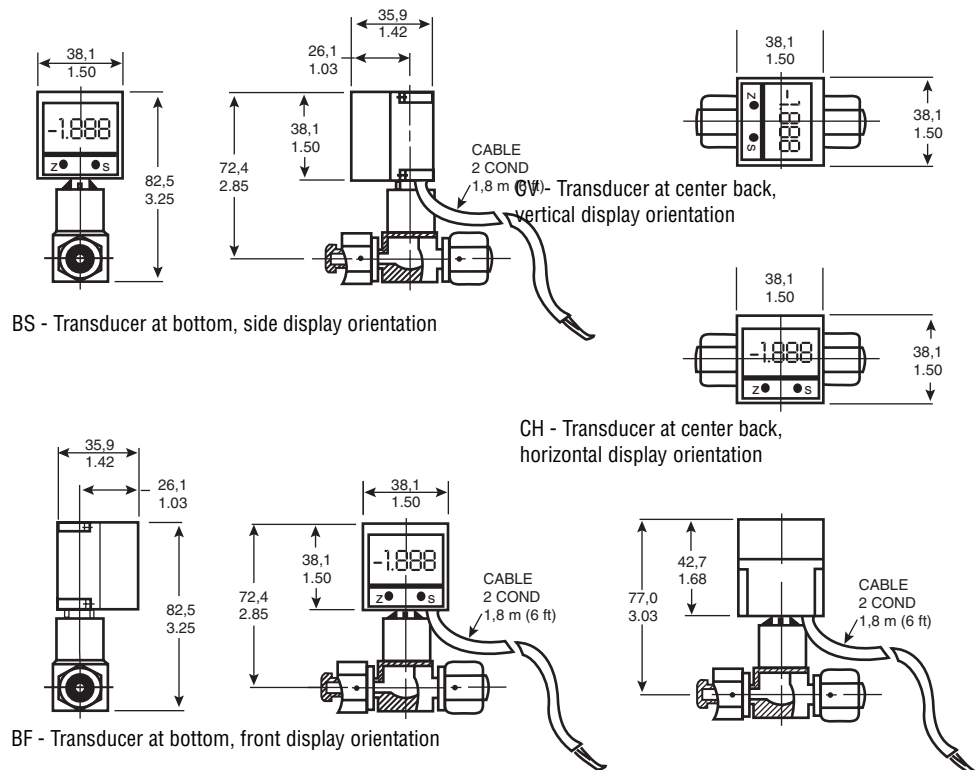 38,1
1.50
-1.888
Z S
82,5
3.25
35,9
1.42
26,1
1.03
72,4
2.85
38,1
1.50
CABLE
2 COND
1,8 m (6 ft)
BS - Transducer at bottom, side display orientation
38,1
1.50
Z
S
-1.888
38,1
1.50
CV - Transducer at center back,
vertical display orientation
38,1
1.50
-1.888
Z S
38,1
1.50
CH - Transducer at center back,
horizontal display orientation
35,9
1.42
26,1
1.03
82,5
3.25
38,1
1.50
72,4
2.85
38,1
1.50
-1.888
Z S
CABLE
2 COND
1,8 m (6 ft)
77,0
3.03
42,7
1.68
CABLE
2 COND
1,8 m (6 ft)
BF - Transducer at bottom, front display orientation